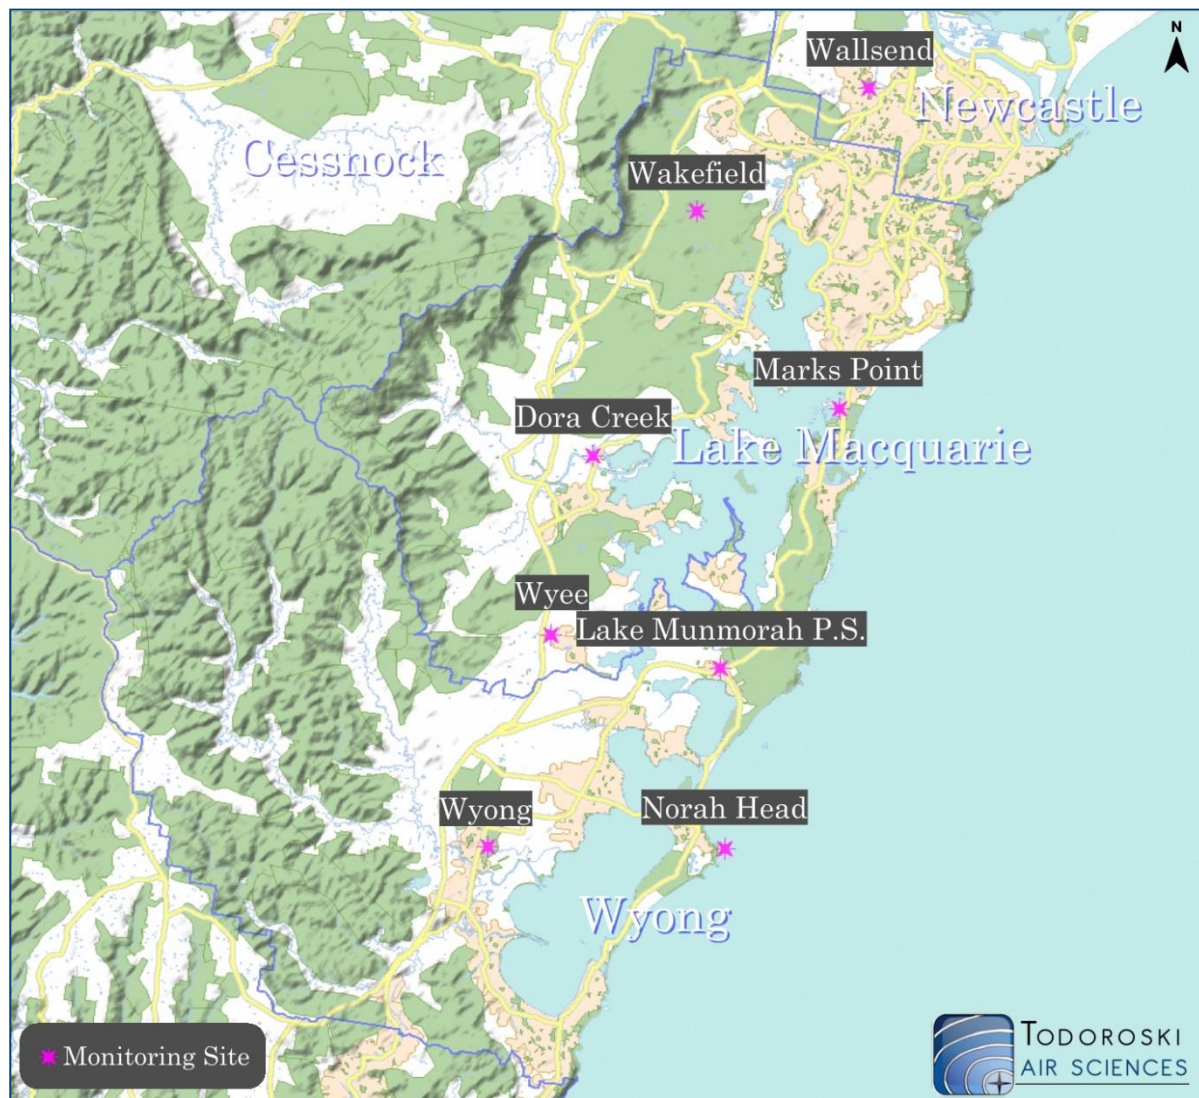 N
Wallsend
Newcastle
Cessnock
Wakefield
Marks Point
Dora Creek
Lake Macquarie
Wyee
Lake Munmorah P.S.
Wyong
Norah Head
Wyong
Monitoring Site
TODOROSKI
AIR SCIENCES